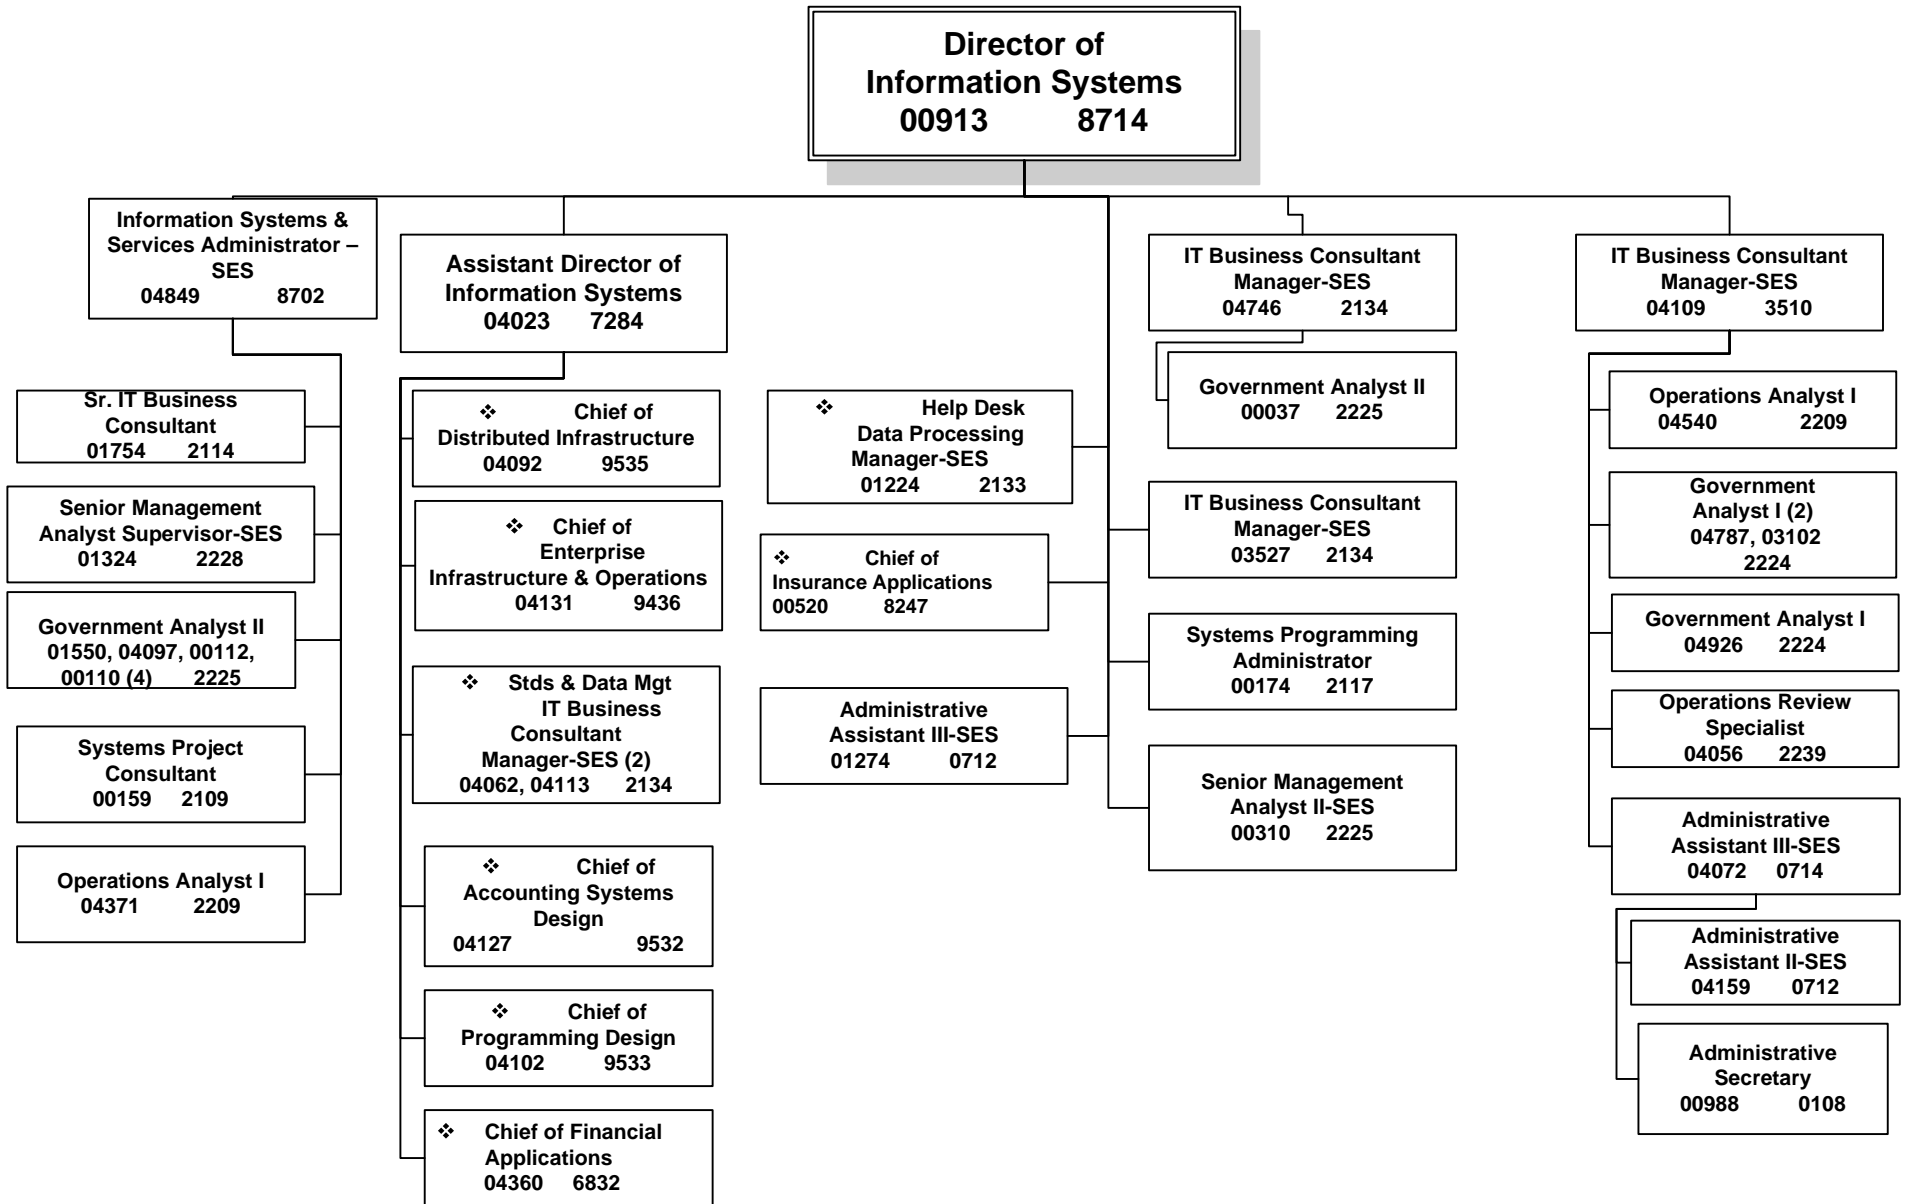 Director of
Information Systems
00913 8714
Information Systems &
Services Administrator –
SES
04849 8702
Sr. IT Business
Consultant
01754 2114
Senior Management
Analyst Supervisor-SES
01324 2228
Government Analyst II
01550, 04097, 00112,
00110 (4) 2225
Systems Project
Consultant
00159 2109
Operations Analyst I
04371 2209
Assistant Director of
Information Systems
04023 7284
❖ Chief of
Distributed Infrastructure
04092 9535
❖ Chief of
Enterprise
Infrastructure & Operations
04131 9436
❖ Stds & Data Mgt
IT Business
Consultant
Manager-SES (2)
04062, 04113 2134
❖ Chief of
Accounting Systems
Design
04127 9532
❖ Chief of
Programming Design
04102 9533
❖ Chief of Financial
Applications
04360 6832
❖ Help Desk
Data Processing
Manager-SES
01224 2133
❖ Chief of
Insurance Applications
00520 8247
Administrative
Assistant III-SES
01274 0712
IT Business Consultant
Manager-SES
04746 2134
Government Analyst II
00037 2225
IT Business Consultant
Manager-SES
03527 2134
Systems Programming
Administrator
00174 2117
Senior Management
Analyst II-SES
00310 2225
IT Business Consultant
Manager-SES
04109 3510
Operations Analyst I
04540 2209
Government
Analyst I (2)
04787, 03102
2224
Government Analyst I
04926 2224
Operations Review
Specialist
04056 2239
Administrative
Assistant III-SES
04072 0714
Administrative
Assistant II-SES
04159 0712
Administrative
Secretary
00988 0108